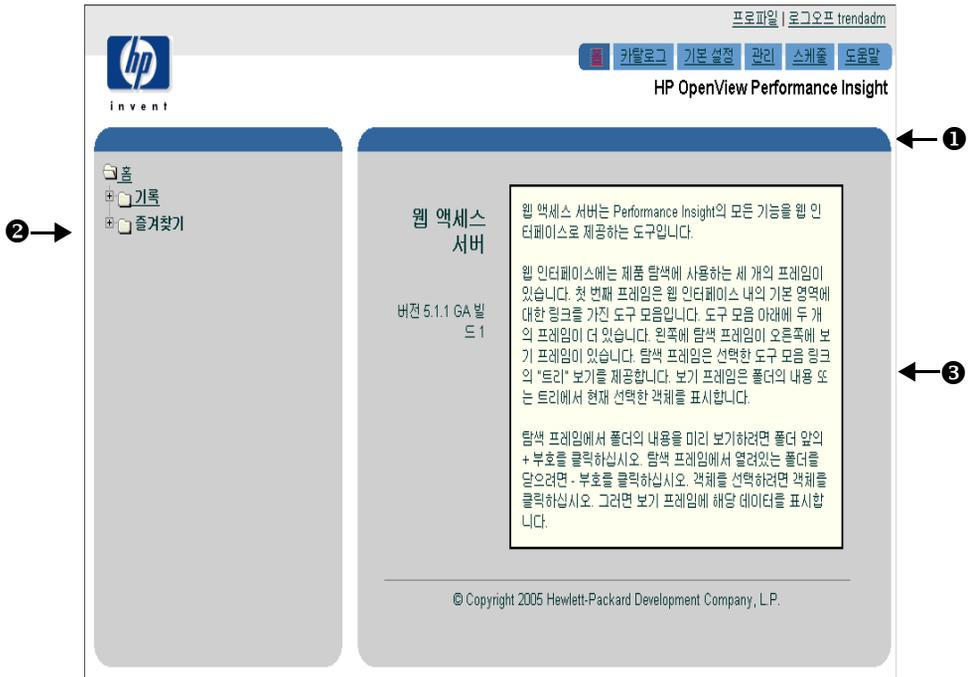 프로파일 | 로그오프 trendadm
hp
invent
홈 카탈로그 기본 설정 관리 스케줄 도움말
HP OpenView Performance Insight
❶
홈
기록
즐겨찾기
❷
웹 액세스
서버
버전 5.1.1 GA 빌
드 1
웹 액세스 서버는 Performance Insight의 모든 기능을 웹 인
터페이스로 제공하는 도구입니다.
웹 인터페이스에는 제품 탐색에 사용하는 세 개의 프레임이
있습니다. 첫 번째 프레임은 웹 인터페이스 내의 기본 영역에
대한 링크를 가진 도구 모음입니다. 도구 모음 아래에 두 개
의 프레임이 더 있습니다. 왼쪽에 탐색 프레임이 오른쪽에 보
기 프레임이 있습니다. 탐색 프레임은 선택한 도구 모음 링크
의 "트리" 보기를 제공합니다. 보기 프레임은 폴더의 내용 또
는 트리에서 현재 선택한 객체를 표시합니다.
탐색 프레임에서 폴더의 내용을 미리 보기하려면 폴더 앞의
+ 부호를 클릭하십시오. 탐색 프레임에서 열려있는 폴더를
닫으려면 - 부호를 클릭하십시오. 객체를 선택하려면 객체를
클릭하십시오. 그러면 보기 프레임에 해당 데이터를 표시합
니다.
❸
© Copyright 2005 Hewlett-Packard Development Company, L.P.